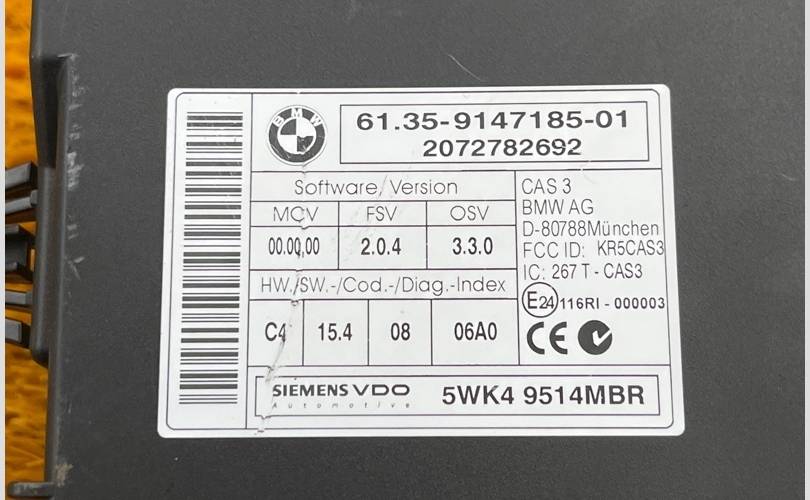 BMW
61.35-9147185-01
2072782692
Software/Version
MCV FSV OSV
00.00.00 2.0.4 3.3.0
HW./SW.-/Cod.-/Diag.-Index
C4 15.4 08 06A0
CAS 3
BMW AG
D-80788München
FCC ID: KR5CAS3
IC: 267 T - CAS3
E24 116RI - 000003
CE
SIEMENS VDO
Automotive
5WK4 9514MBR